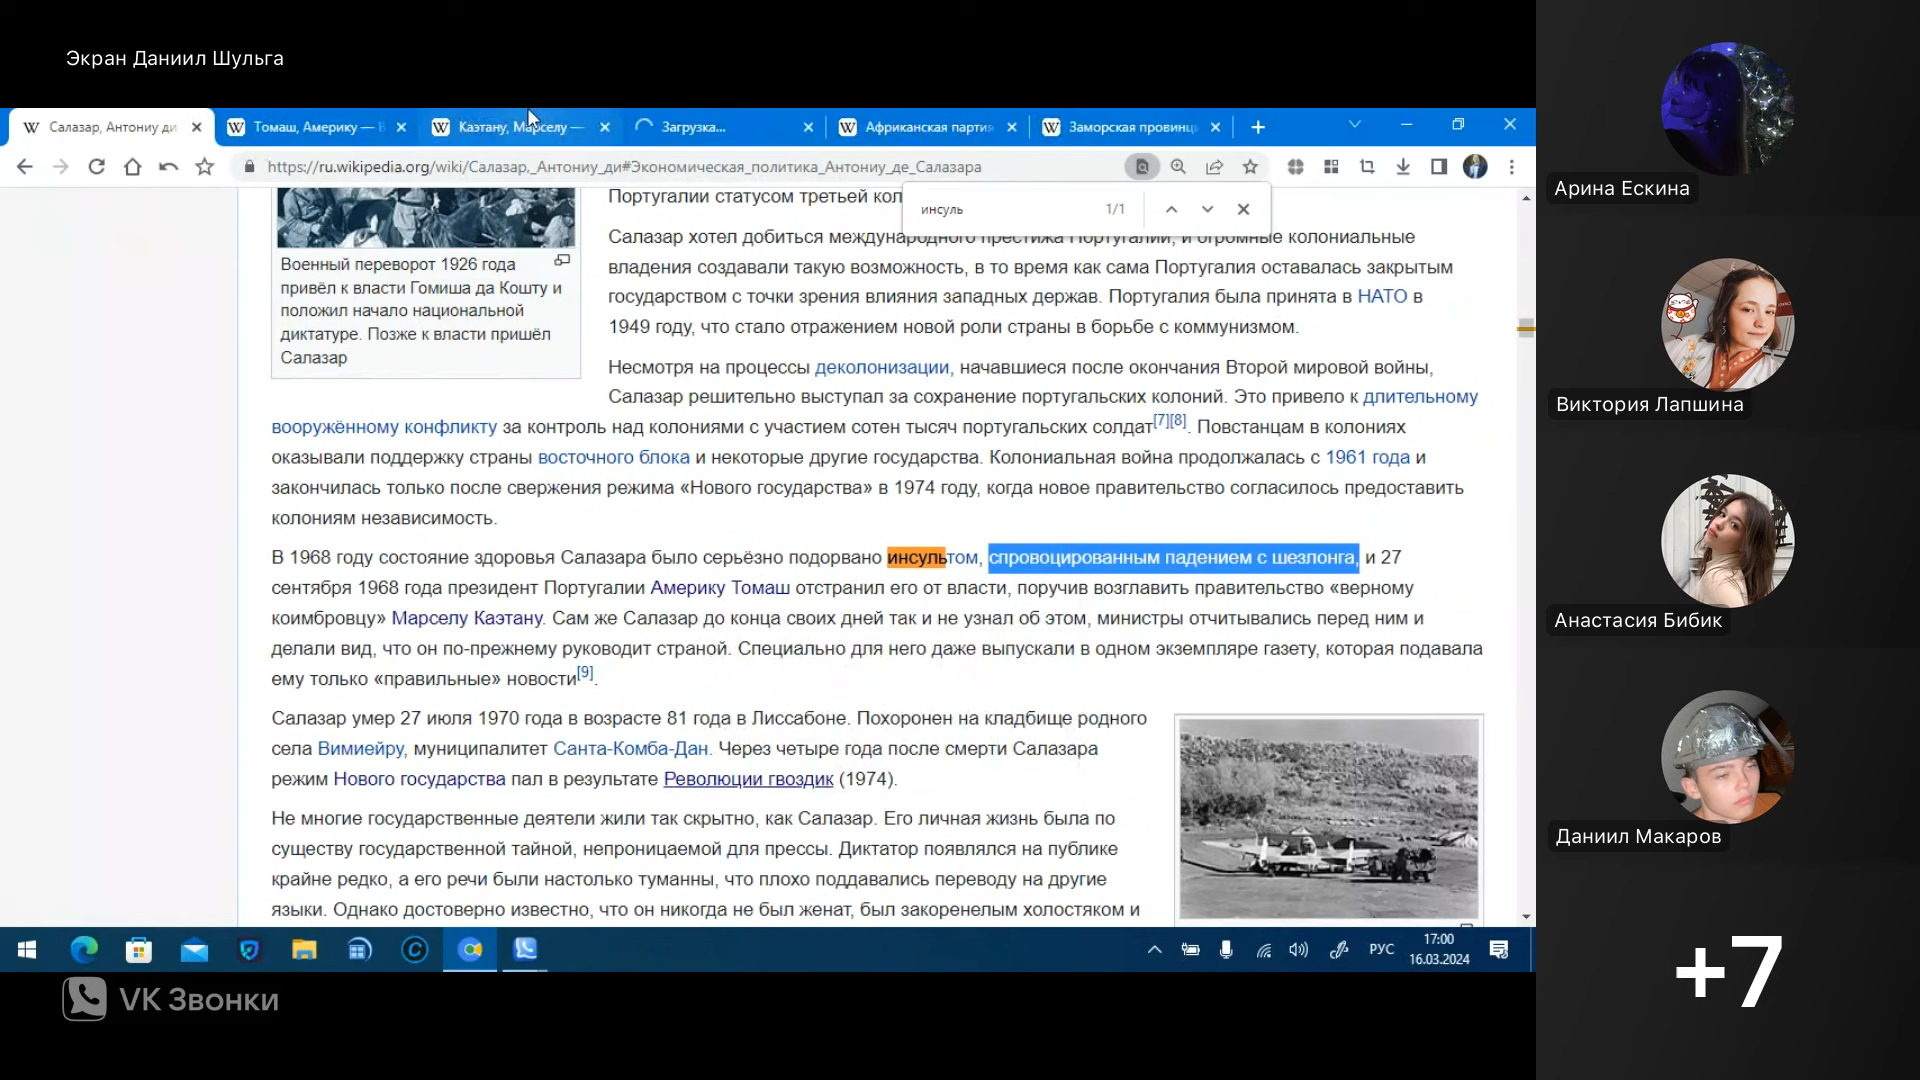 Экран Даниил Шульга
Салазар, Антониу ди
Томаш, Америку — В
Каэтану, Марселу —
Загрузка...
Африканская парти
Заморская провинц
https://ru.wikipedia.org/wiki/Салазар,_Антониу_ди#Экономическая_политика_Антониу_де_Салазара
инсуль 1/1
Военный переворот 1926 года
привёл к власти Гомиша да Кошту и
положил начало национальной
диктатуре. Позже к власти пришёл
Салазар
Португалии статусом третьей кол
Салазар хотел добиться международного престижа Португалии, и огромные колониальные
владения создавали такую возможность, в то время как сама Португалия оставалась закрытым
государством с точки зрения влияния западных держав. Португалия была принята в НАТО в
1949 году, что стало отражением новой роли страны в борьбе с коммунизмом.
Несмотря на процессы деколонизации, начавшиеся после окончания Второй мировой войны,
Салазар решительно выступал за сохранение португальских колоний. Это привело к длительному
вооружённому конфликту за контроль над колониями с участием сотен тысяч португальских солдат[7][8]. Повстанцам в колониях
оказывали поддержку страны восточного блока и некоторые другие государства. Колониальная война продолжалась с 1961 года и
закончилась только после свержения режима «Нового государства» в 1974 году, когда новое правительство согласилось предоставить
колониям независимость.
В 1968 году состояние здоровья Салазара было серьёзно подорвано инсультом, спровоцированным падением с шезлонга, и 27
сентября 1968 года президент Португалии Америку Томаш отстранил его от власти, поручив возглавить правительство «верному
коимбровцу» Марселу Каэтану. Сам же Салазар до конца своих дней так и не узнал об этом, министры отчитывались перед ним и
делали вид, что он по-прежнему руководит страной. Специально для него даже выпускали в одном экземпляре газету, которая подавала
ему только «правильные» новости[9].
Салазар умер 27 июля 1970 года в возрасте 81 года в Лиссабоне. Похоронен на кладбище родного
села Вимиейру, муниципалитет Санта-Комба-Дан. Через четыре года после смерти Салазара
режим Нового государства пал в результате Революции гвоздик (1974).
Не многие государственные деятели жили так скрытно, как Салазар. Его личная жизнь была по
существу государственной тайной, непроницаемой для прессы. Диктатор появлялся на публике
крайне редко, а его речи были настолько туманны, что плохо поддавались переводу на другие
языки. Однако достоверно известно, что он никогда не был женат, был закоренелым холостяком и
РУС
17:00
16.03.2024
VK Звонки
Арина Ескина
Виктория Лапшина
Анастасия Бибик
Даниил Макаров
+7